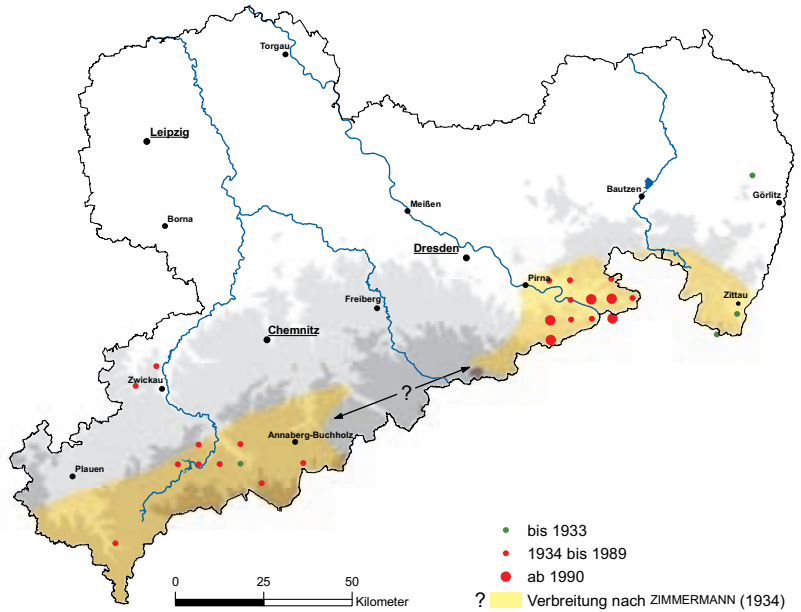 Torgau
Leipzig
Bautzen
Görlitz
Meißen
Borna
Dresden
Pirna
Zittau
Freiberg
Chemnitz
?
Zwickau
Annaberg-Buchholz
Plauen
bis 1933
1934 bis 1989
ab 1990
0 25 50
Kilometer
? Verbreitung nach ZIMMERMANN (1934)